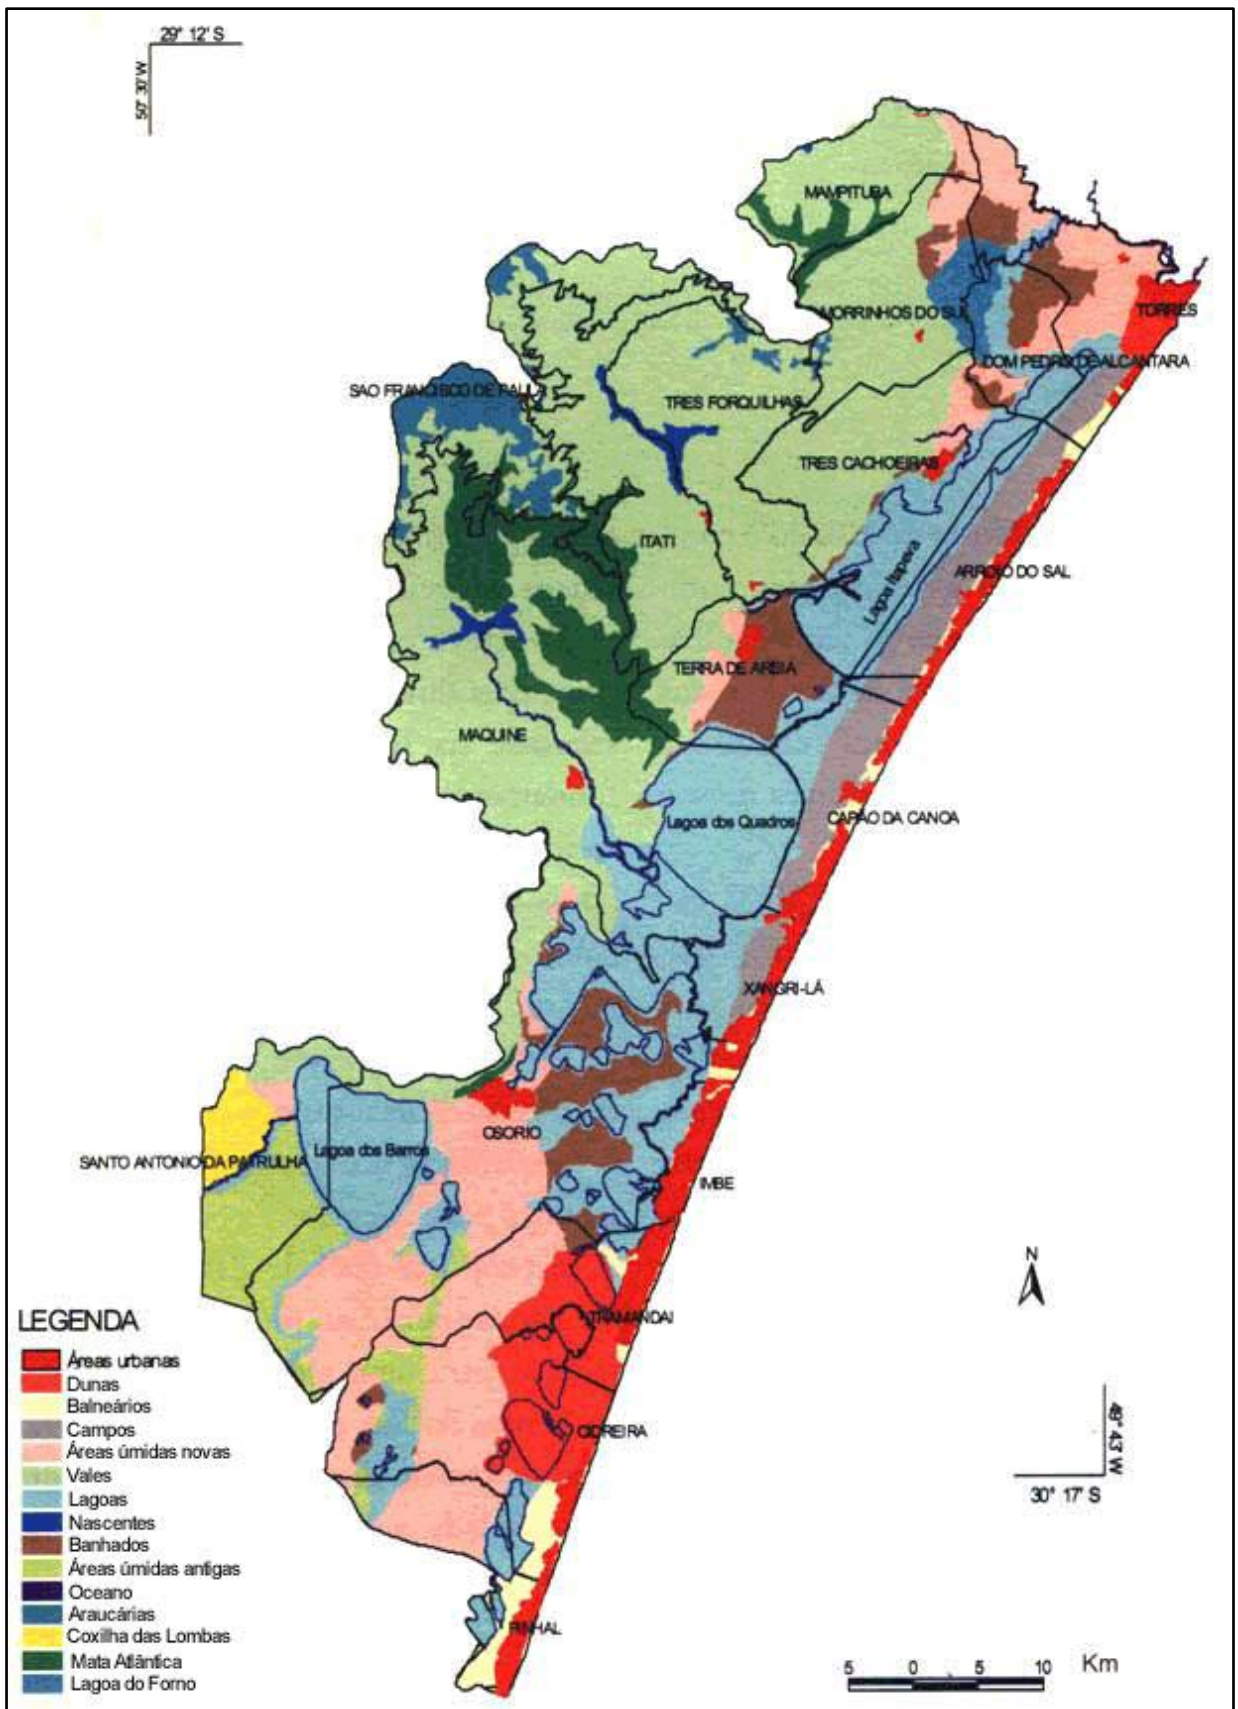 29° 12' S
50° 30' W
MAMPITUBA
MORRINHOS DO SUL
TORRES
DOM PEDRO DE ALCANTARA
SAO FRANCISCO DE PAULA
TRES FORQUILHAS
TRES CACHOEIRAS
ITATI
ARROIO DO SAL
Lagoa Itapeva
TERRA DE AREIA
MAQUINE
Lagoa dos Quadros
CAPAO DA CANOA
XANGRI-LÁ
OSORIO
Lagoa dos Barros
SANTO ANTONIO DA PATRULHA
IMBE
N
TRAMANDAI
CIDREIRA
49° 43' W
30° 17' S
PINHAL
LEGENDA
Áreas urbanas
Dunas
Balneários
Campos
Áreas úmidas novas
Vales
Lagoas
Nascentes
Banhados
Áreas úmidas antigas
Oceano
Araucárias
Coxilha das Lombas
Mata Atlântica
Lagoa do Forno
5 0 5 10 Km